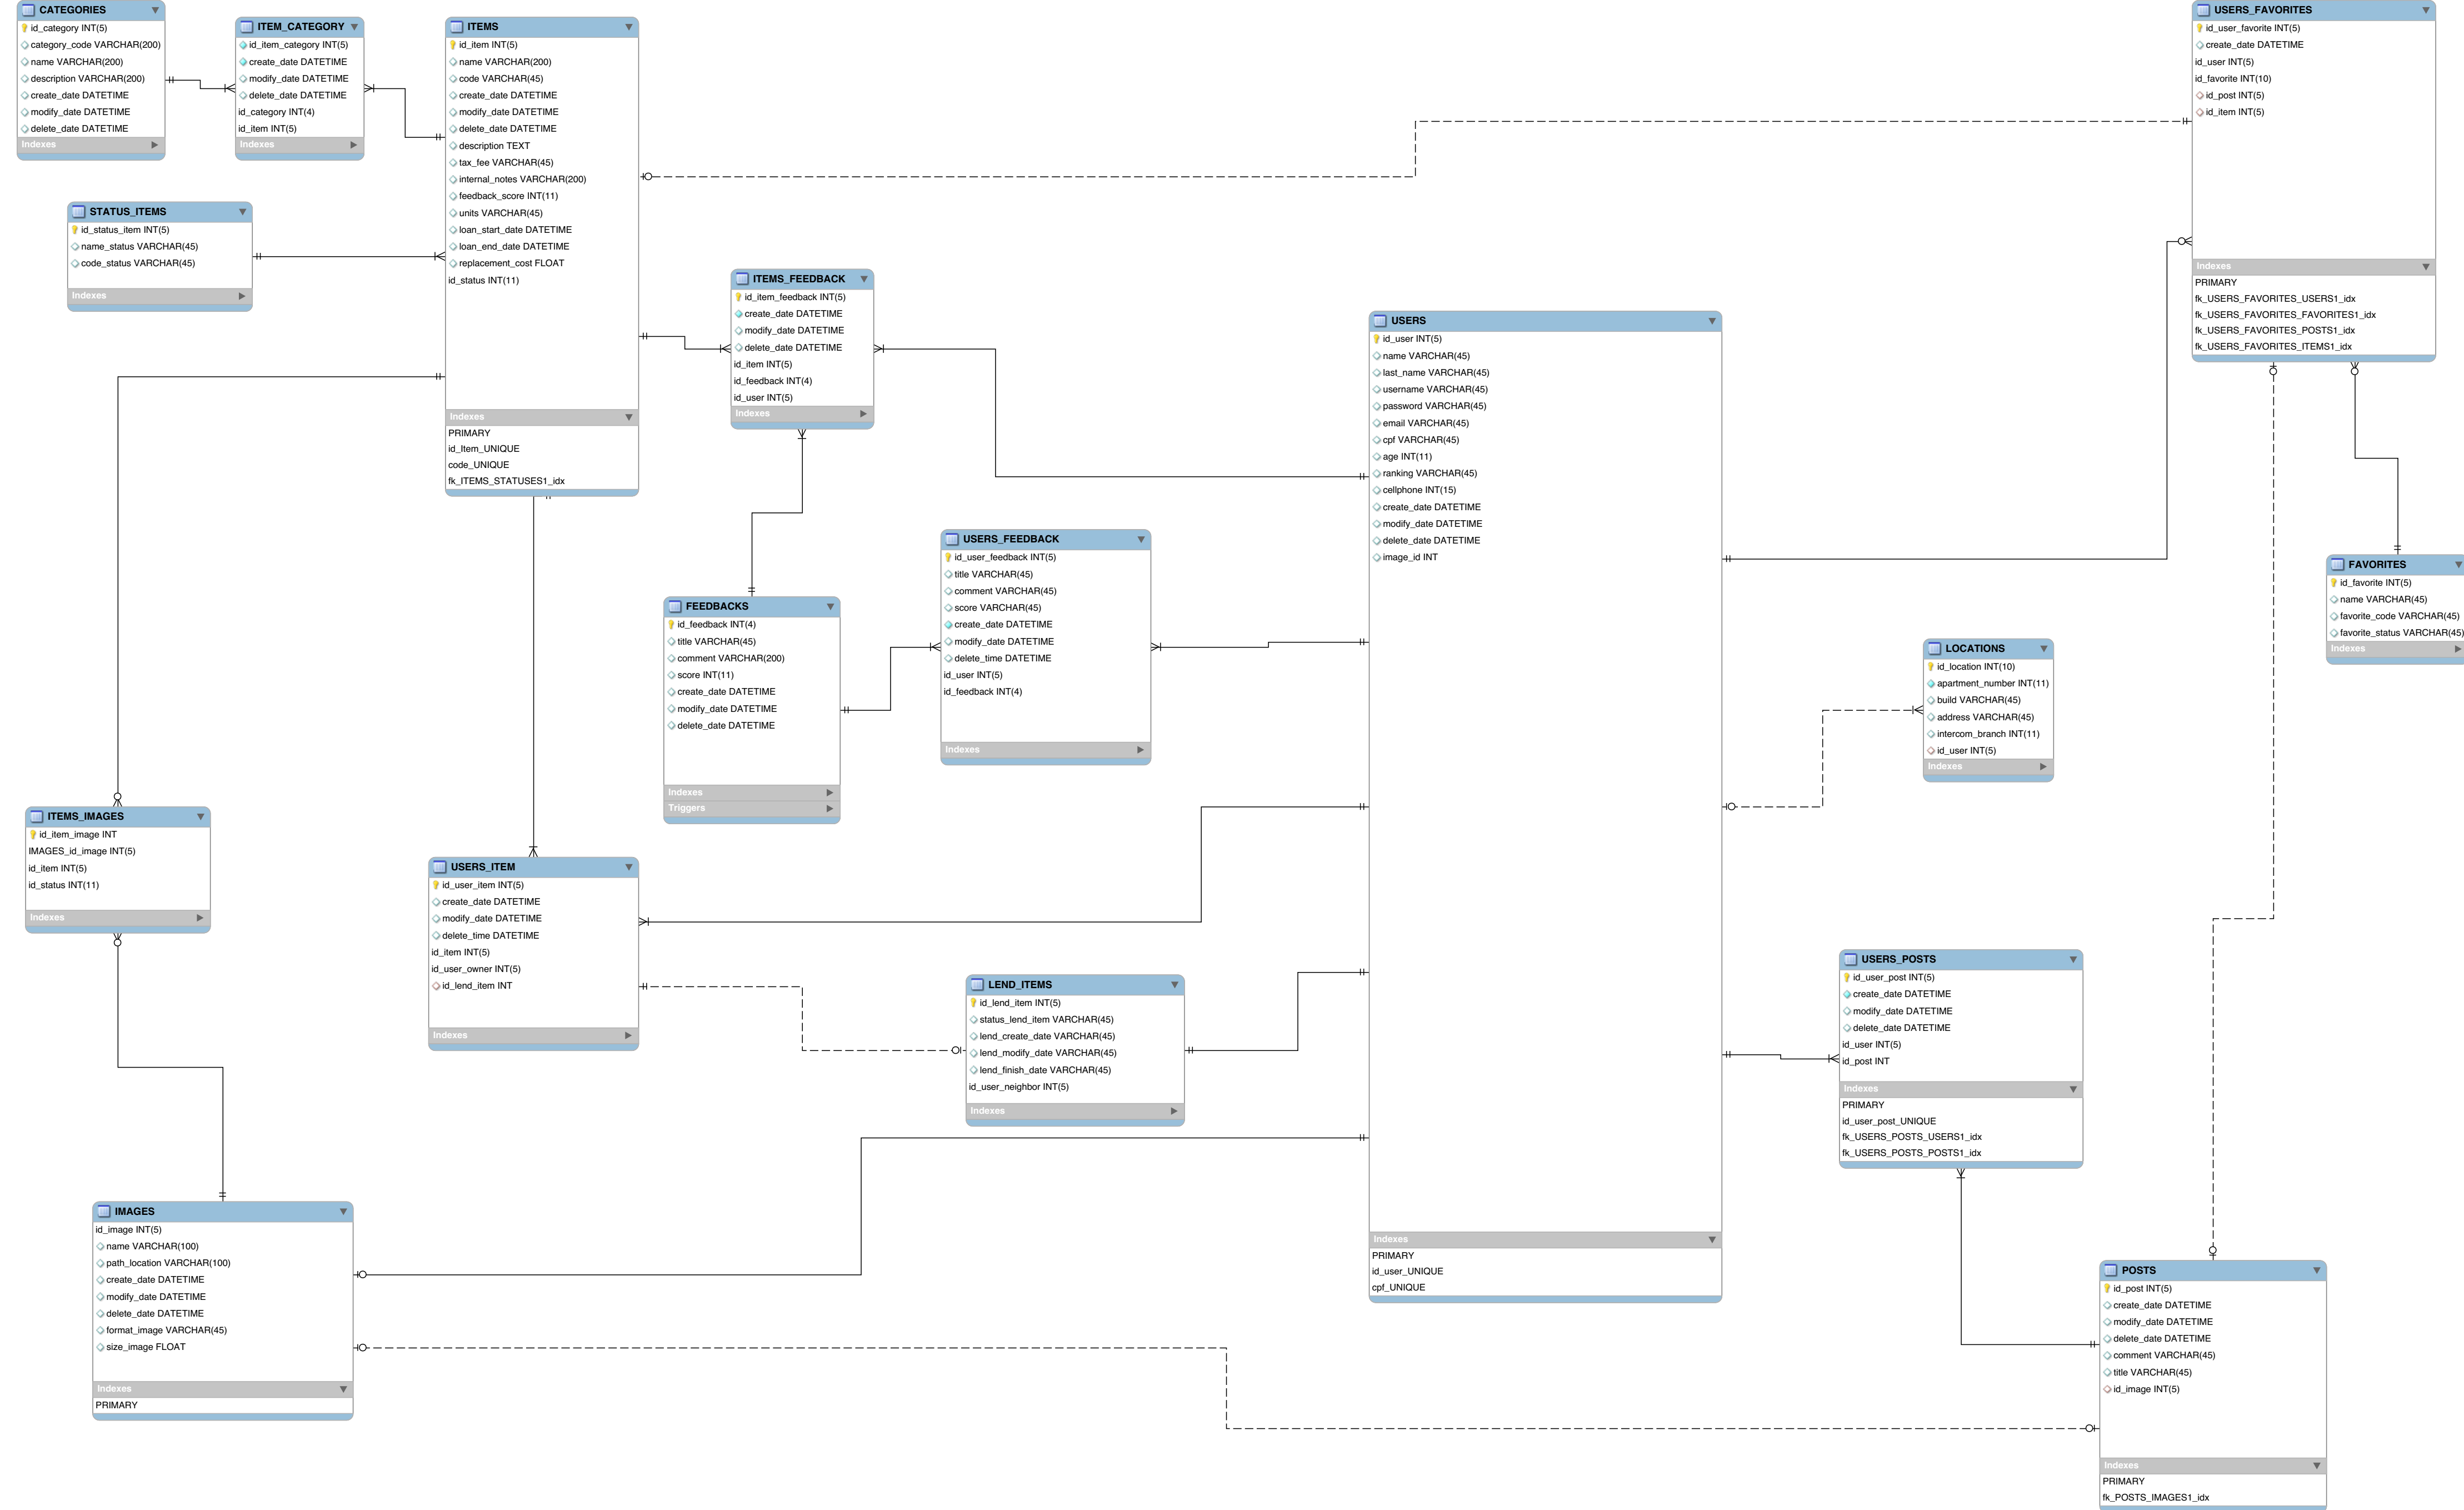 CATEGORIES
id_category INT(5)
category_code VARCHAR(200)
name VARCHAR(200)
description VARCHAR(200)
create_date DATETIME
modify_date DATETIME
delete_date DATETIME
Indexes
ITEM_CATEGORY
id_item_category INT(5)
create_date DATETIME
modify_date DATETIME
delete_date DATETIME
id_category INT(4)
id_item INT(5)
Indexes
ITEMS
id_item INT(5)
name VARCHAR(200)
code VARCHAR(45)
create_date DATETIME
modify_date DATETIME
delete_date DATETIME
description TEXT
tax_fee VARCHAR(45)
internal_notes VARCHAR(200)
feedback_score INT(11)
units VARCHAR(45)
loan_start_date DATETIME
loan_end_date DATETIME
replacement_cost FLOAT
id_status INT(11)
Indexes
PRIMARY
id_Item_UNIQUE
code_UNIQUE
fk_ITEMS_STATUSES1_idx
USERS_FAVORITES
id_user_favorite INT(5)
create_date DATETIME
id_user INT(5)
id_favorite INT(10)
id_post INT(5)
id_item INT(5)
Indexes
PRIMARY
fk_USERS_FAVORITES_USERS1_idx
fk_USERS_FAVORITES_FAVORITES1_idx
fk_USERS_FAVORITES_POSTS1_idx
fk_USERS_FAVORITES_ITEMS1_idx
STATUS_ITEMS
id_status_item INT(5)
name_status VARCHAR(45)
code_status VARCHAR(45)
Indexes
ITEMS_FEEDBACK
id_item_feedback INT(5)
create_date DATETIME
modify_date DATETIME
delete_date DATETIME
id_item INT(5)
id_feedback INT(4)
id_user INT(5)
Indexes
USERS
id_user INT(5)
name VARCHAR(45)
last_name VARCHAR(45)
username VARCHAR(45)
password VARCHAR(45)
email VARCHAR(45)
cpf VARCHAR(45)
age INT(11)
ranking VARCHAR(45)
cellphone INT(15)
create_date DATETIME
modify_date DATETIME
delete_date DATETIME
image_id INT
Indexes
PRIMARY
id_user_UNIQUE
cpf_UNIQUE
USERS_FEEDBACK
id_user_feedback INT(5)
title VARCHAR(45)
comment VARCHAR(45)
score VARCHAR(45)
create_date DATETIME
modify_date DATETIME
delete_time DATETIME
id_user INT(5)
id_feedback INT(4)
Indexes
FAVORITES
id_favorite INT(5)
name VARCHAR(45)
favorite_code VARCHAR(45)
favorite_status VARCHAR(45)
Indexes
FEEDBACKS
id_feedback INT(4)
title VARCHAR(45)
comment VARCHAR(200)
score INT(11)
create_date DATETIME
modify_date DATETIME
delete_date DATETIME
Indexes
Triggers
LOCATIONS
id_location INT(10)
apartment_number INT(11)
build VARCHAR(45)
address VARCHAR(45)
intercom_branch INT(11)
id_user INT(5)
Indexes
ITEMS_IMAGES
id_item_image INT
IMAGES_id_image INT(5)
id_item INT(5)
id_status INT(11)
Indexes
USERS_ITEM
id_user_item INT(5)
create_date DATETIME
modify_date DATETIME
delete_time DATETIME
id_item INT(5)
id_user_owner INT(5)
id_lend_item INT
Indexes
LEND_ITEMS
id_lend_item INT(5)
status_lend_item VARCHAR(45)
lend_create_date VARCHAR(45)
lend_modify_date VARCHAR(45)
lend_finish_date VARCHAR(45)
id_user_neighbor INT(5)
Indexes
USERS_POSTS
id_user_post INT(5)
create_date DATETIME
modify_date DATETIME
delete_date DATETIME
id_user INT(5)
id_post INT
Indexes
PRIMARY
id_user_post_UNIQUE
fk_USERS_POSTS_USERS1_idx
fk_USERS_POSTS_POSTS1_idx
IMAGES
id_image INT(5)
name VARCHAR(100)
path_location VARCHAR(100)
create_date DATETIME
modify_date DATETIME
delete_date DATETIME
format_image VARCHAR(45)
size_image FLOAT
Indexes
PRIMARY
POSTS
id_post INT(5)
create_date DATETIME
modify_date DATETIME
delete_date DATETIME
comment VARCHAR(45)
title VARCHAR(45)
id_image INT(5)
Indexes
PRIMARY
fk_POSTS_IMAGES1_idx